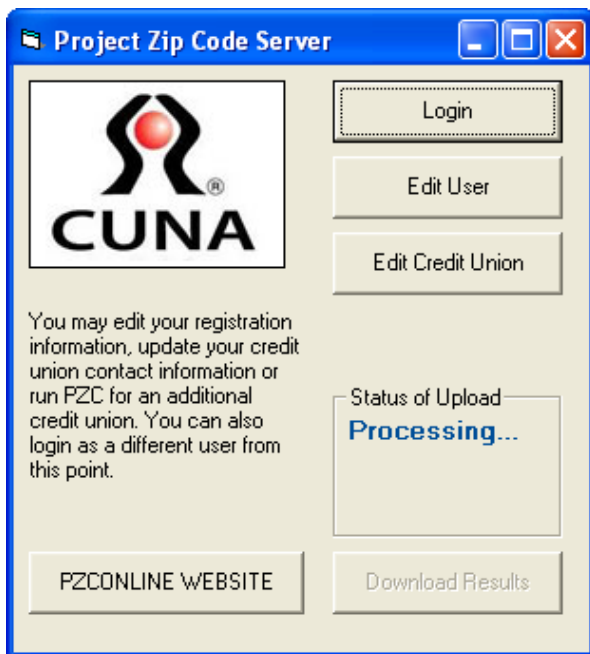 Project Zip Code Server
®
CUNA
Login
Edit User
Edit Credit Union
You may edit your registration
information, update your credit
union contact information or
run PZC for an additional
credit union. You can also
login as a different user from
this point.
Status of Upload
Processing...
PZCONLINE WEBSITE
Download Results